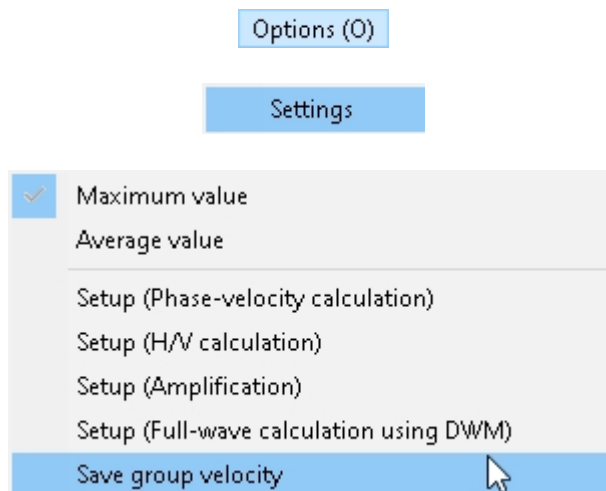 Options (O)
Settings
Maximum value
Average value
Setup (Phase-velocity calculation)
Setup (H/V calculation)
Setup (Amplification)
Setup (Full-wave calculation using DWM)
Save group velocity